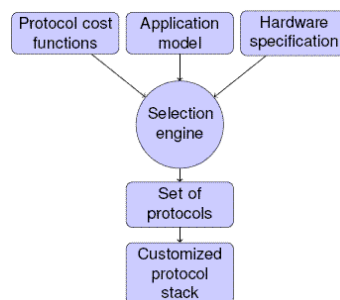 Protocol cost
functions
Application
model
Hardware
specification
Selection
engine
Set of
protocols
Customized
protocol
stack